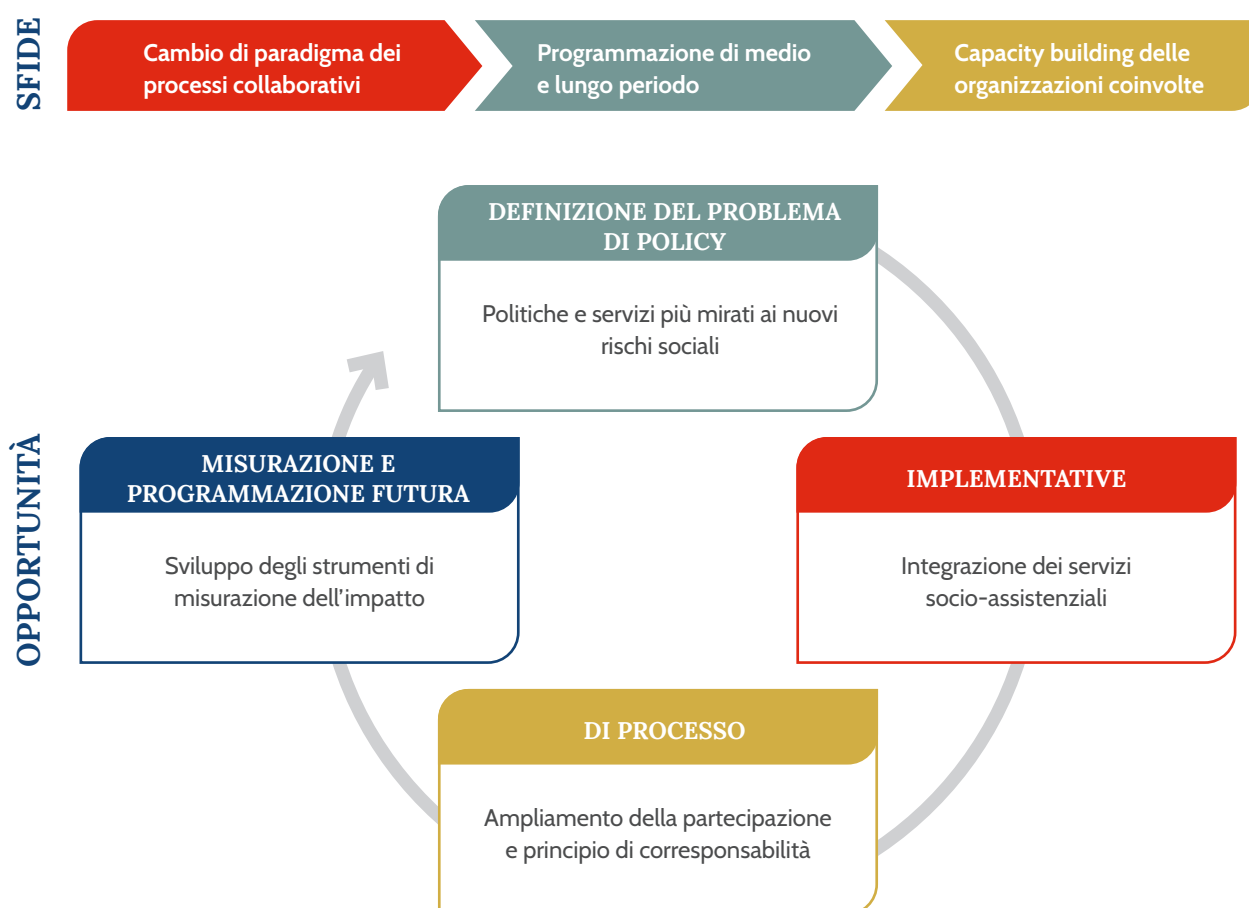 SFIDE
Cambio di paradigma dei
processi collaborativi
Programmazione di medio
e lungo periodo
Capacity building delle
organizzazioni coinvolte
OPPORTUNITÀ
DEFINIZIONE DEL PROBLEMA
DI POLICY
Politiche e servizi più mirati ai nuovi
rischi sociali
IMPLEMENTATIVE
Integrazione dei servizi
socio-assistenziali
DI PROCESSO
Ampliamento della partecipazione
e principio di corresponsabilità
MISURAZIONE E
PROGRAMMAZIONE FUTURA
Sviluppo degli strumenti di
misurazione dell'impatto